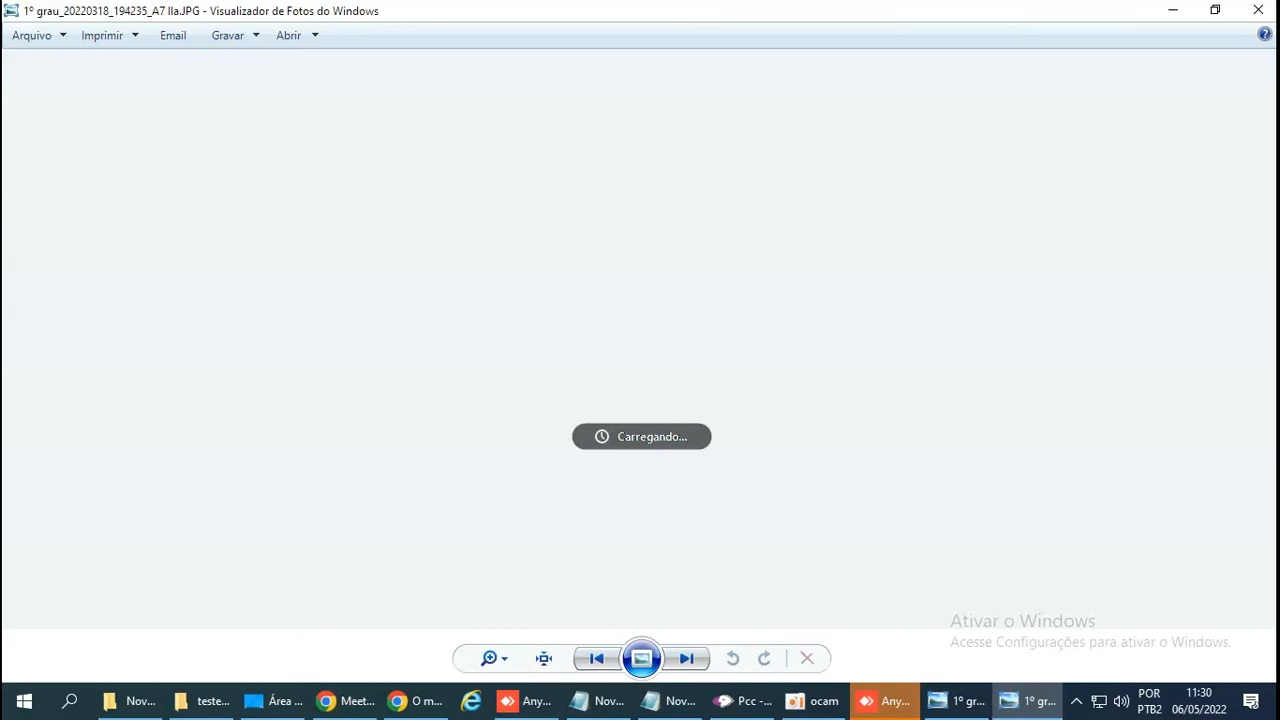 1º grau_20220318_194235_A7 lla.JPG - Visualizador de Fotos do Windows
Arquivo Imprimir Email Gravar Abrir
Carregando...
Ativar o Windows
Acesse Configurações para ativar o Windows.
Nov... teste... Área ... Meet... O m... Any... Nov... Nov... Pcc -... ocam Any... 1º gr... 1º gr... POR 11:30
PTB2 06/05/2022